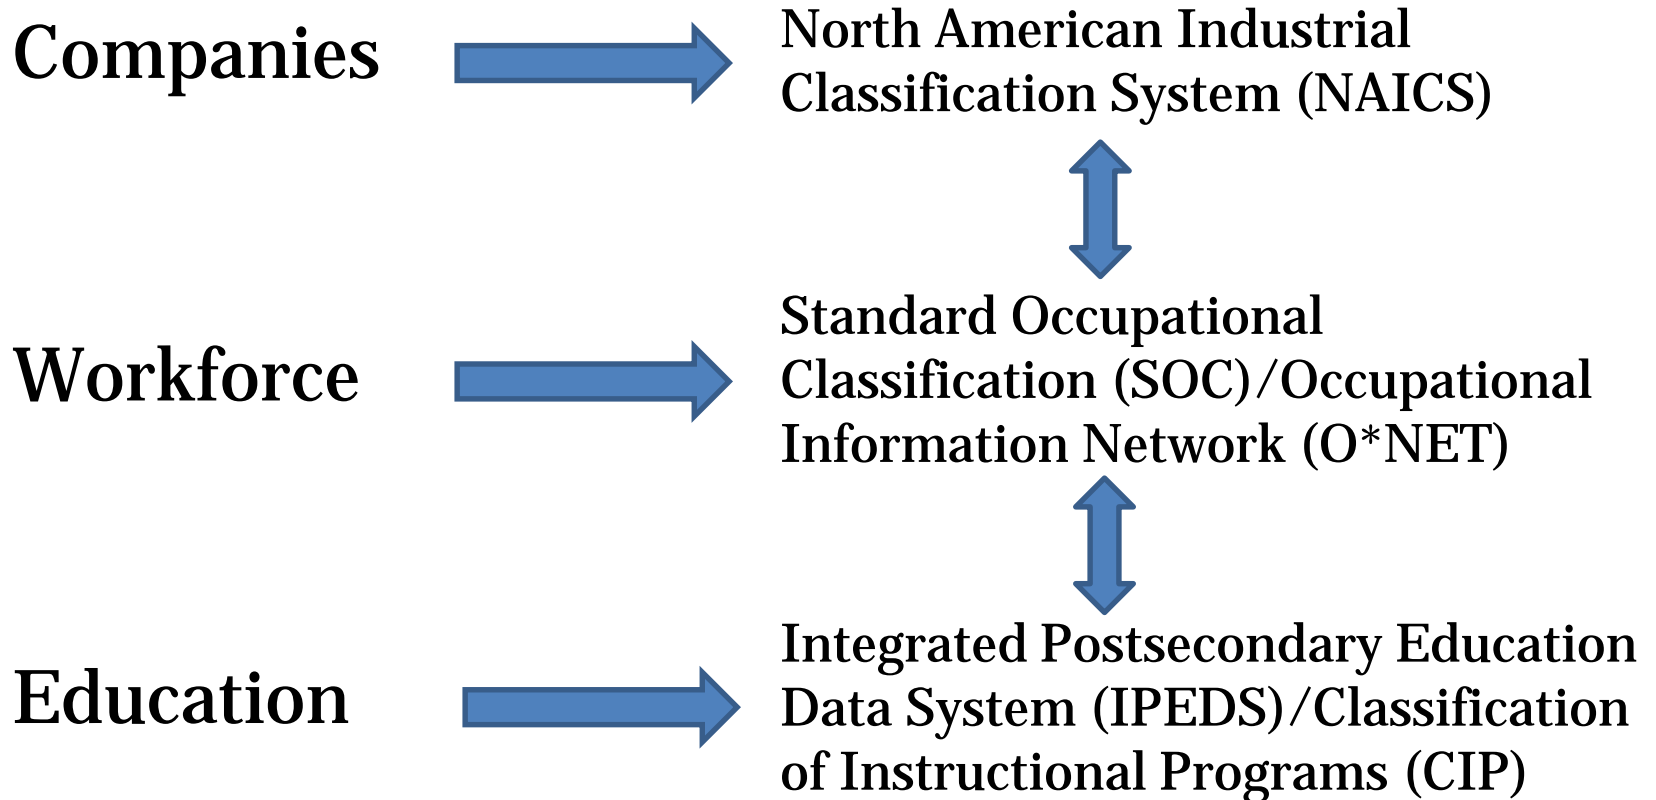 Companies
North American Industrial
Classification System (NAICS)
Workforce
Standard Occupational
Classification (SOC)/Occupational
Information Network (O*NET)
Education
Integrated Postsecondary Education
Data System (IPEDS)/Classification
of Instructional Programs (CIP)